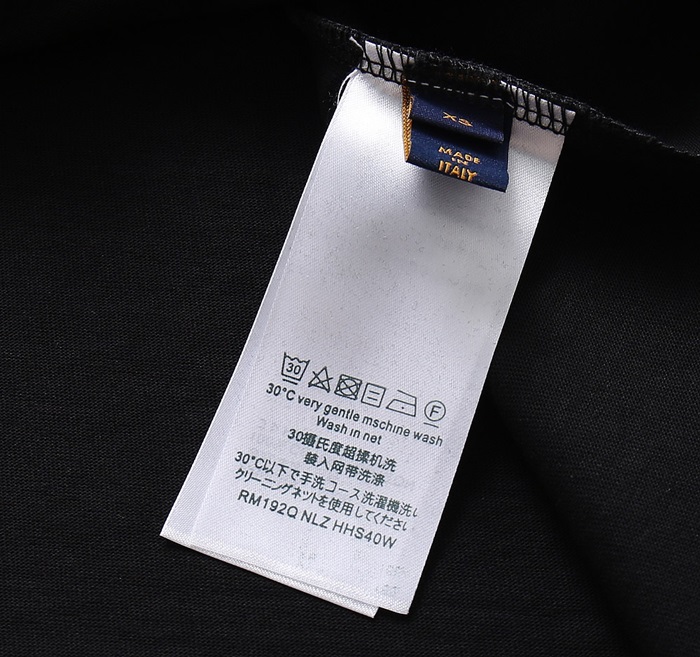 XS
MADE
IN
ITALY
30
F
30°C very gentle mschine wash
Wash in net
30摄氏度超揉机洗
装入网带洗涤
30°C以下で手洗コース洗濯機洗い
クリーニングネットを使用してください
RM192Q NLZ HHS40W